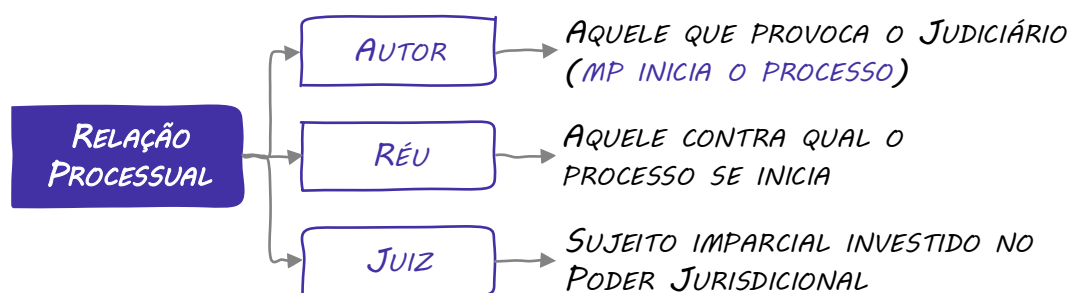 Relação
Processual
Autor
Aquele que provoca o Judiciário
(MP inicia o processo)
Réu
Aquele contra qual o
processo se inicia
Juiz
Sujeito imparcial investido no
Poder Jurisdicional